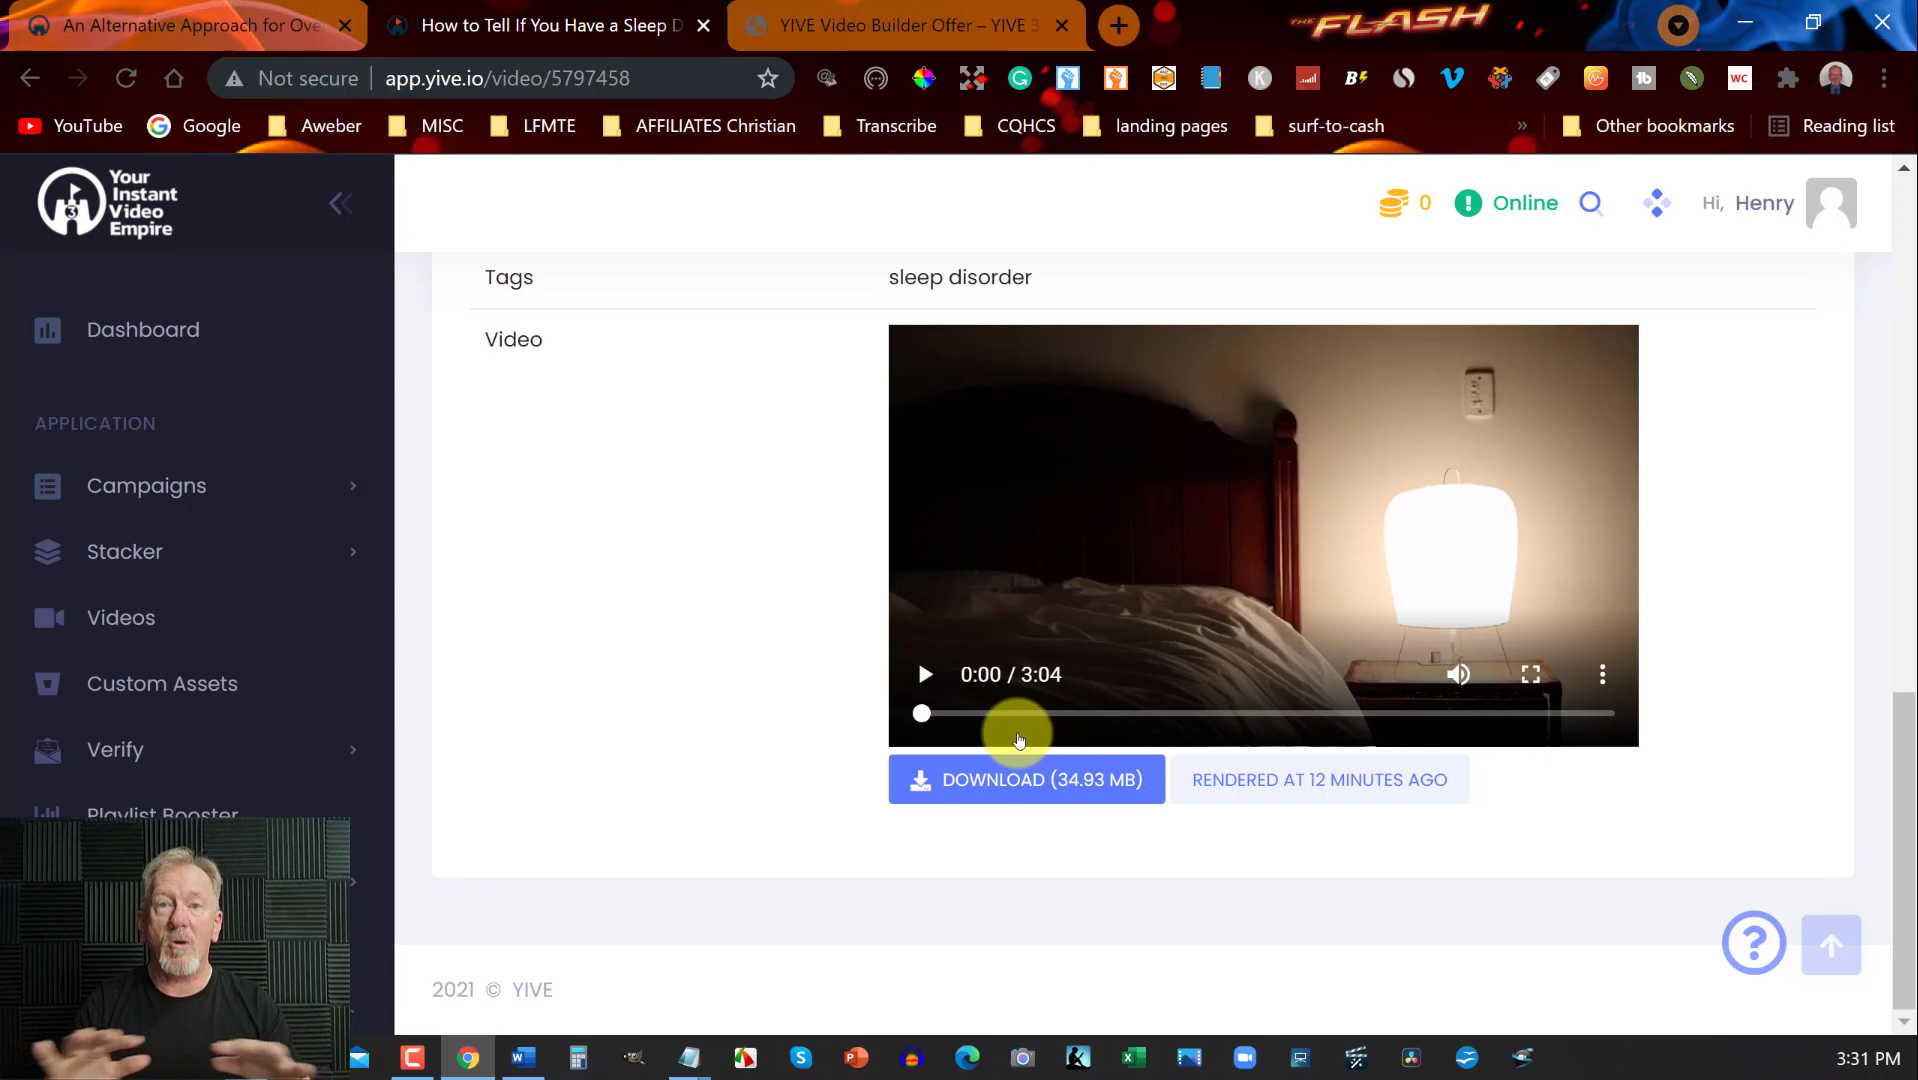 An Alternative Approach for Ove
How to Tell If You Have a Sleep D
YIVE Video Builder Offer – YIVE 3
THE FLASH
Not secure
app.yive.io/video/5797458
YouTube
Google
Aweber
MISC
LFMTE
AFFILIATES Christian
Transcribe
CQHCS
landing pages
surf-to-cash
»
Other bookmarks
Reading list
Your
Instant
Video
Empire
0
Online
Hi, Henry
Tags
sleep disorder
Video
Dashboard
APPLICATION
Campaigns
Stacker
Videos
Custom Assets
Verify
Playlist Booster
0:00 / 3:04
DOWNLOAD (34.93 MB)
RENDERED AT 12 MINUTES AGO
2021 © YIVE
3:31 PM